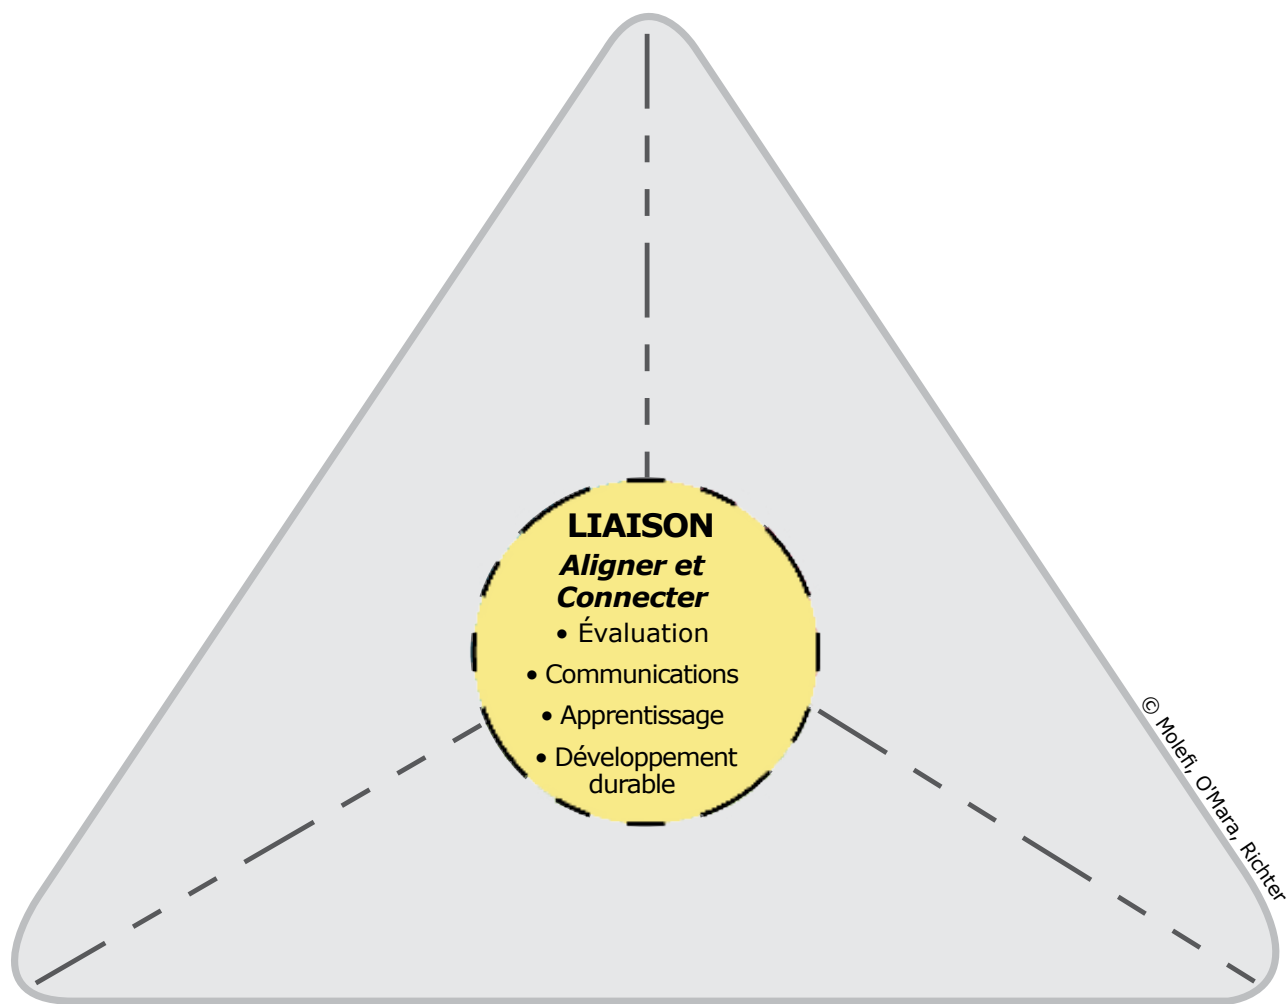 LIAISON
Aligner et
Connecter
• Évaluation
• Communications
• Apprentissage
• Développement
durable
© Molefi, O'Mara, Richter